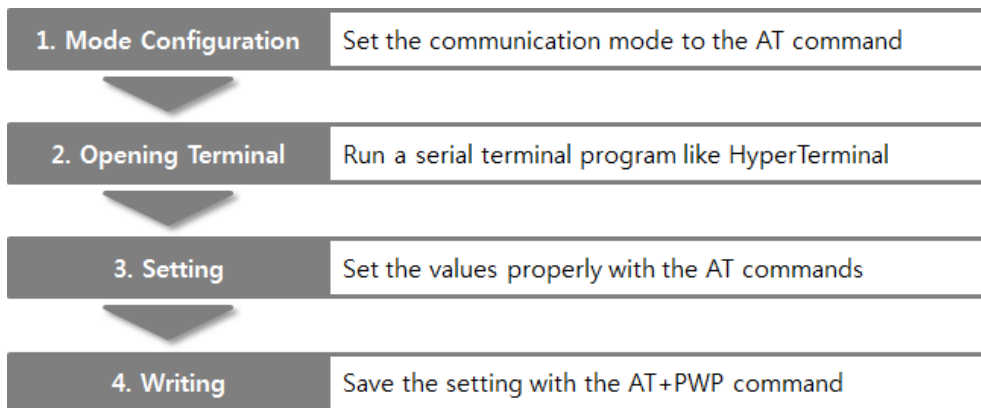 1. Mode Configuration Set the communication mode to the AT command
2. Opening Terminal Run a serial terminal program like HyperTerminal
3. Setting Set the values properly with the AT commands
4. Writing Save the setting with the AT+PWP command